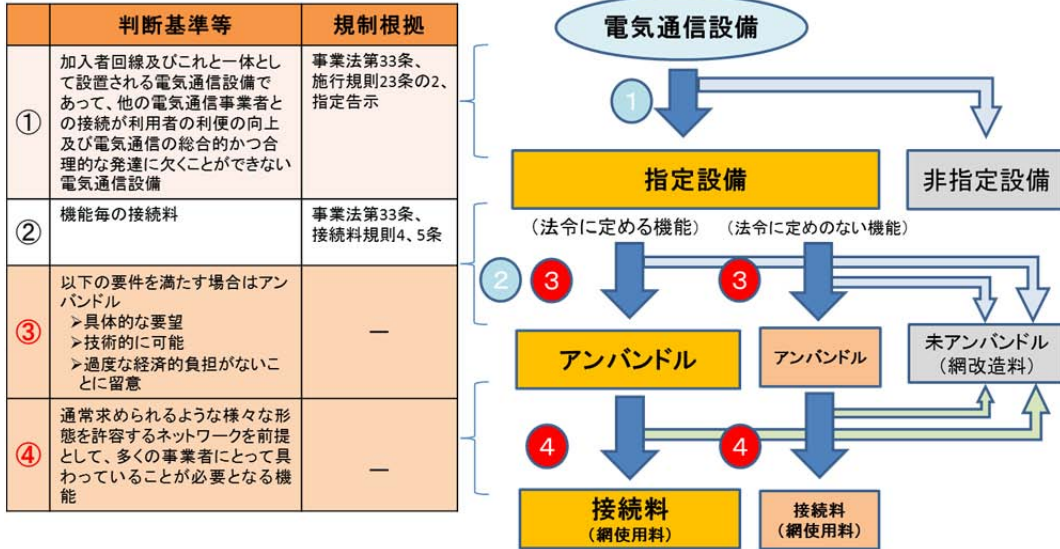 判断基準等
規制根拠
①
加入者回線及びこれと一体とし
て設置される電気通信設備で
あって、他の電気通信事業者と
の接続が利用者の利便の向上
及び電気通信の総合的かつ合
理的な発達に欠くことができない
電気通信設備
事業法第33条、
施行規則23条の2、
指定告示
②
機能毎の接続料
事業法第33条、
接続料規則4、5条
③
以下の要件を満たす場合はアン
バンドル
➢具体的な要望
➢技術的に可能
➢過度な経済的負担がないこ
とに留意
―
④
通常求められるような様々な形
態を許容するネットワークを前提
として、多くの事業者にとって具
わっていることが必要となる機
能
―
電気通信設備
1
指定設備
非指定設備
(法令に定める機能)
(法令に定めのない機能)
2
3
3
アンバンドル
アンバンドル
未アンバンドル
(網改造料)
4
4
接続料
(網使用料)
接続料
(網使用料)